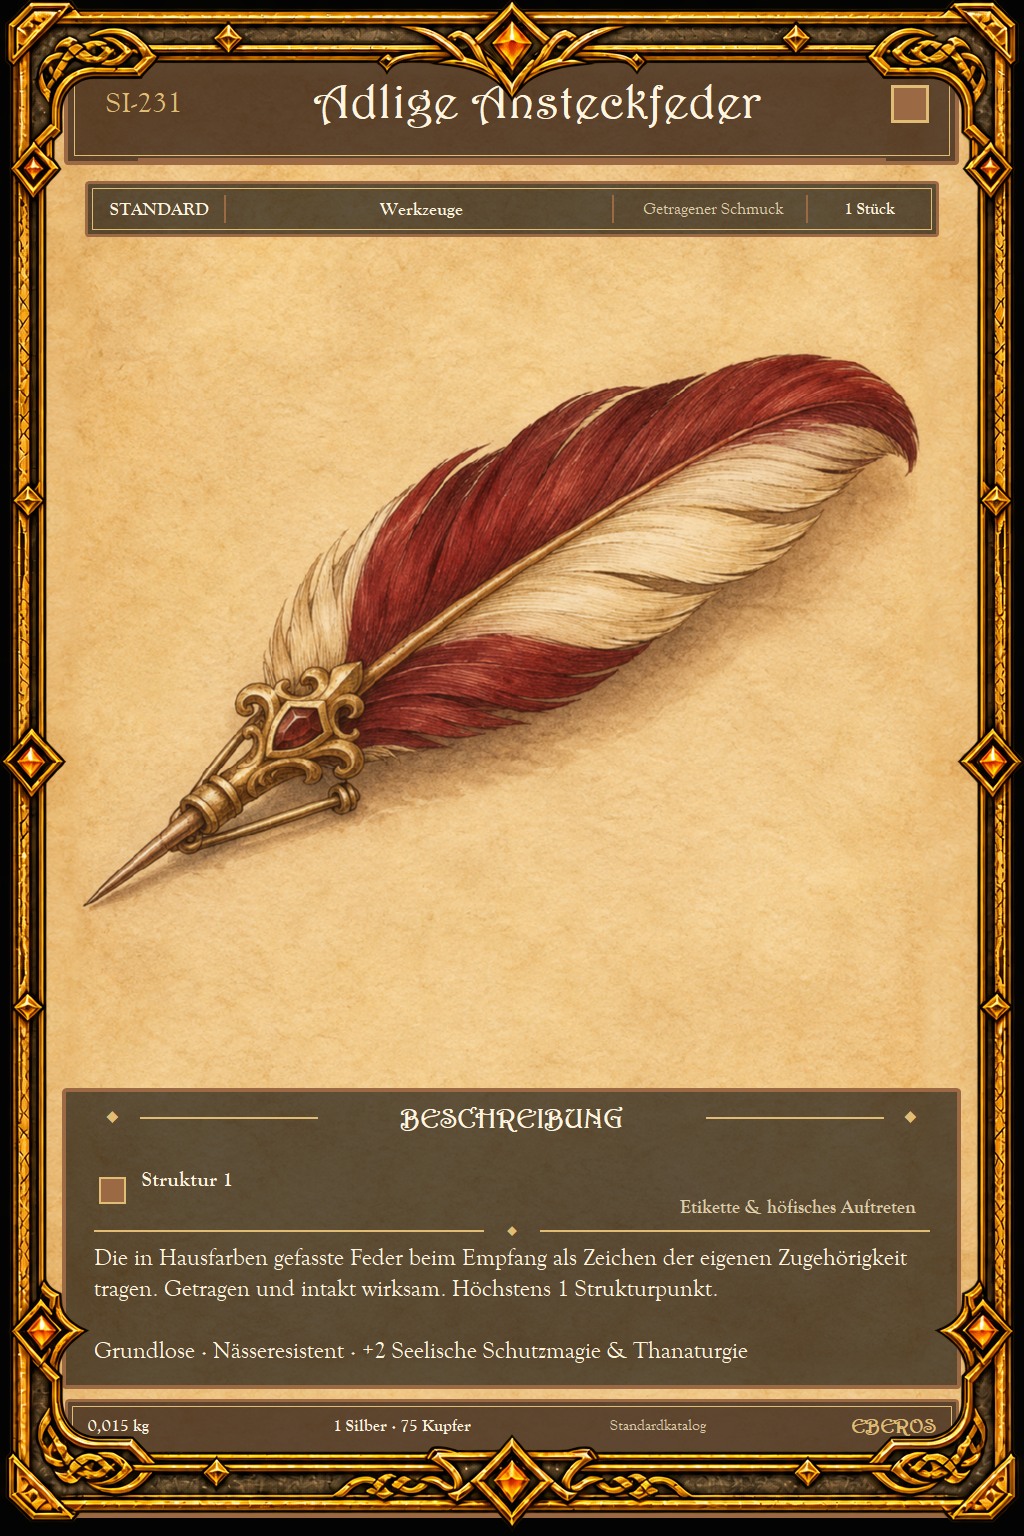 SI-231
Adlige Ansteckfeder
STANDARD
Werkzeuge
Getragener Schmuck
1 Stück
BESCHREIBUNG
Struktur 1
Etikette & höfisches Auftreten
Die in Hausfarben gefasste Feder beim Empfang als Zeichen der eigenen Zugehörigkeit
tragen. Getragen und intakt wirksam. Höchstens 1 Strukturpunkt.
Grundlose · Nässeresistent · +2 Seelische Schutzmagie & Thanaturgie
0,015 kg
1 Silber · 75 Kupfer
Standardkatalog
EBEROS